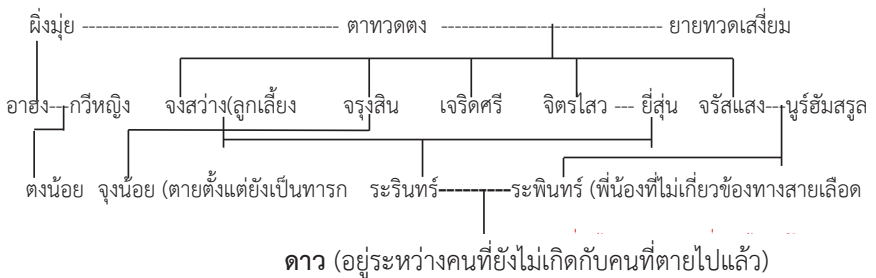 ผิ่งมุ่ย ---------------------------------------- ตาทวดตง ---------------------------------------- ยายทวดเสงี่ยม
อาฮง----กวีหญิง จงสว่าง(ลูกเลี้ยง จรุงสิน เจริดศรี จิตรไสว --- ยี่สุ่น จรัสแสง----นูร์ฮัมสรูล
ตงน้อย จุงน้อย (ตายตั้งแต่ยังเป็นทารก ระรินทร์----------ระพินทร์ (พี่น้องที่ไม่เกี่ยวข้องทางสายเลือด
ดาว (อยู่ระหว่างคนที่ยังไม่เกิดกับคนที่ตายไปแล้ว)